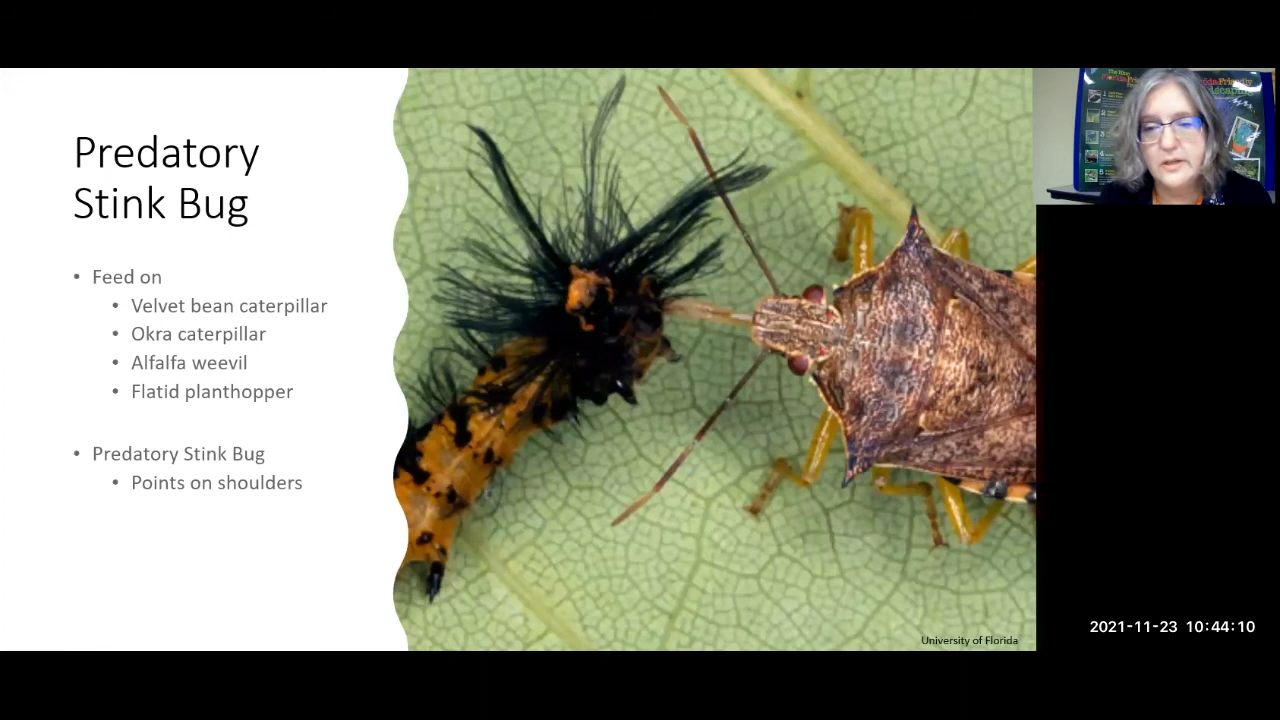 Predatory
Stink Bug
• Feed on
• Velvet bean caterpillar
• Okra caterpillar
• Alfalfa weevil
• Flatid planthopper
• Predatory Stink Bug
• Points on shoulders
University of Florida
2021-11-23 10:44:10